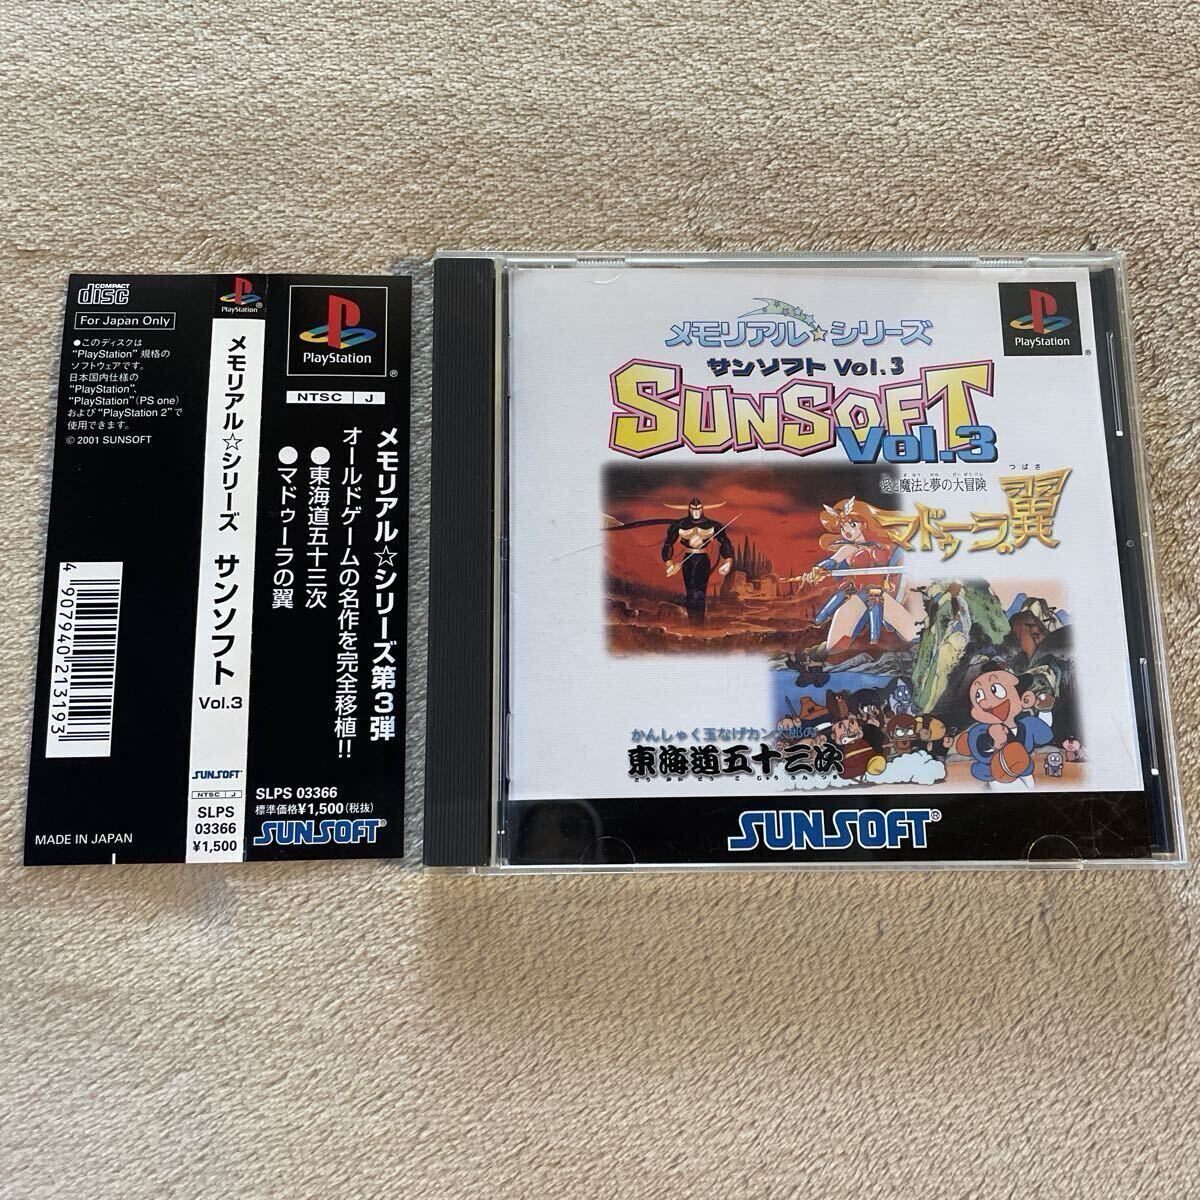 COMPACT
disc
For Japan Only
●このディスクは
"PlayStation" 規格の
ソフトウェアです。
日本国内仕様の
"PlayStation"、
"PlayStation"(PS one)
および"PlayStation 2"で
使用できます。
© 2001 SUNSOFT
4 907940 213193
MADE IN JAPAN
PlayStation®
メモリアル☆シリーズ サンソフト Vol.3
SUNSOFT®
NTSC J
SLPS
03366
¥1,500
PlayStation ®
NTSC J
メモリアル☆シリーズ第3弾
オールドゲームの名作を完全移植!!
●東海道五十三次
●マドゥーラの翼
SLPS 03366
標準価格¥1,500(税抜)
SUNSOFT®
メモリアル☆シリーズ
サンソフト Vol.3
SUNSOFT
Vol.3
PlayStation ®
愛と魔法と夢の大冒険
つばさ
マドゥーラの翼
かんしゃく玉なげカン太郎の
東海道五十三次
SUNSOFT®